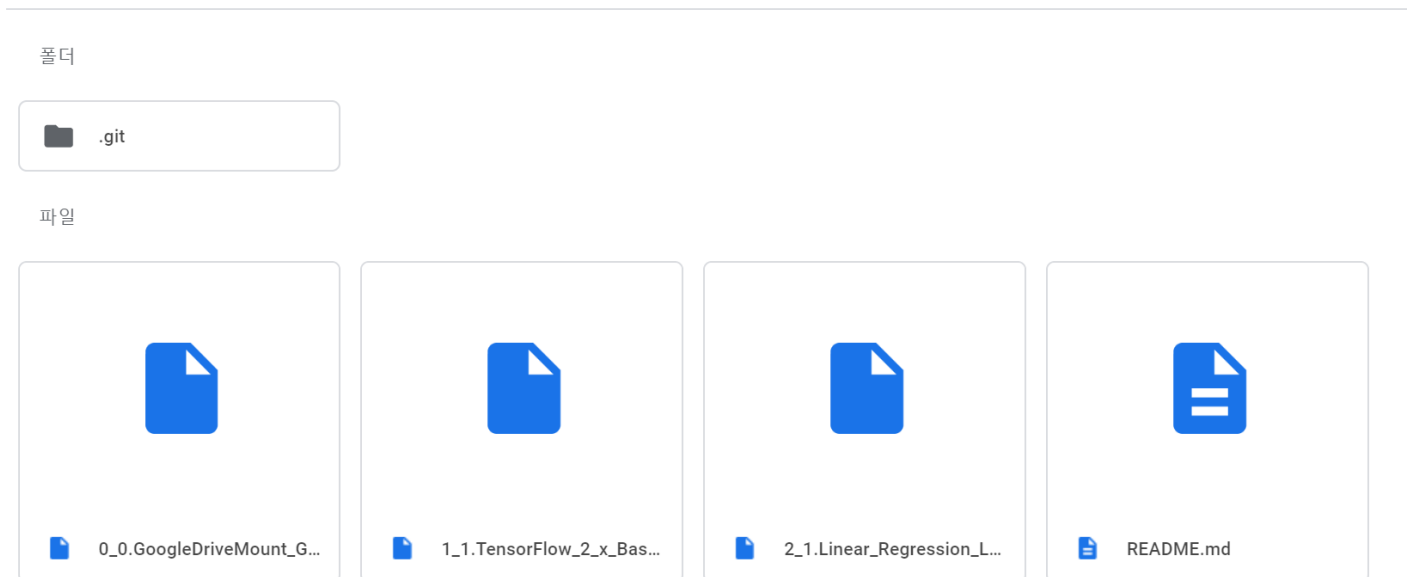 폴더
.git
파일
0_0.GoogleDriveMount_G...
1_1.TensorFlow_2_x_Bas...
2_1.Linear_Regression_L...
README.md